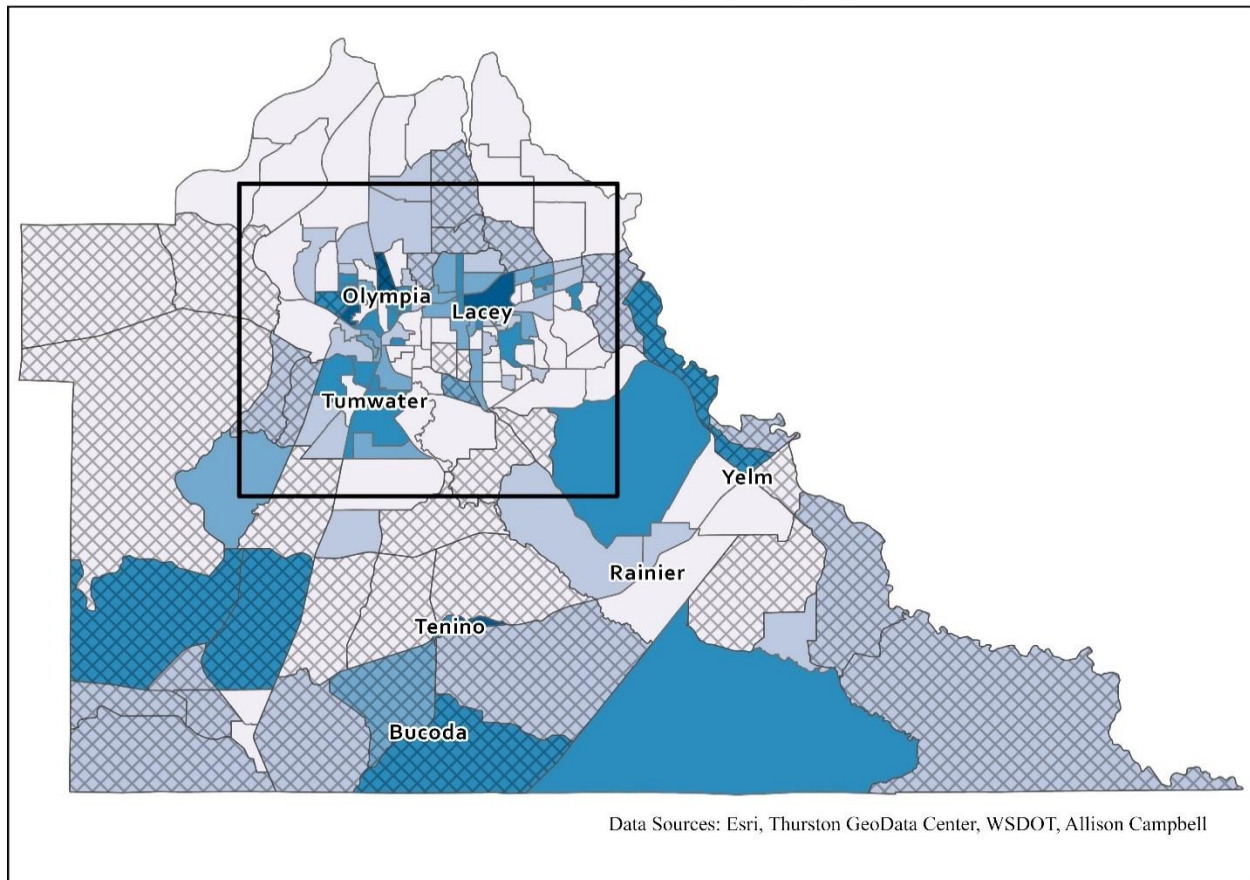 Olympia
Lacey
Tumwater
Yelm
Rainier
Tenino
Bucoda
Data Sources: Esri, Thurston GeoData Center, WSDOT, Allison Campbell